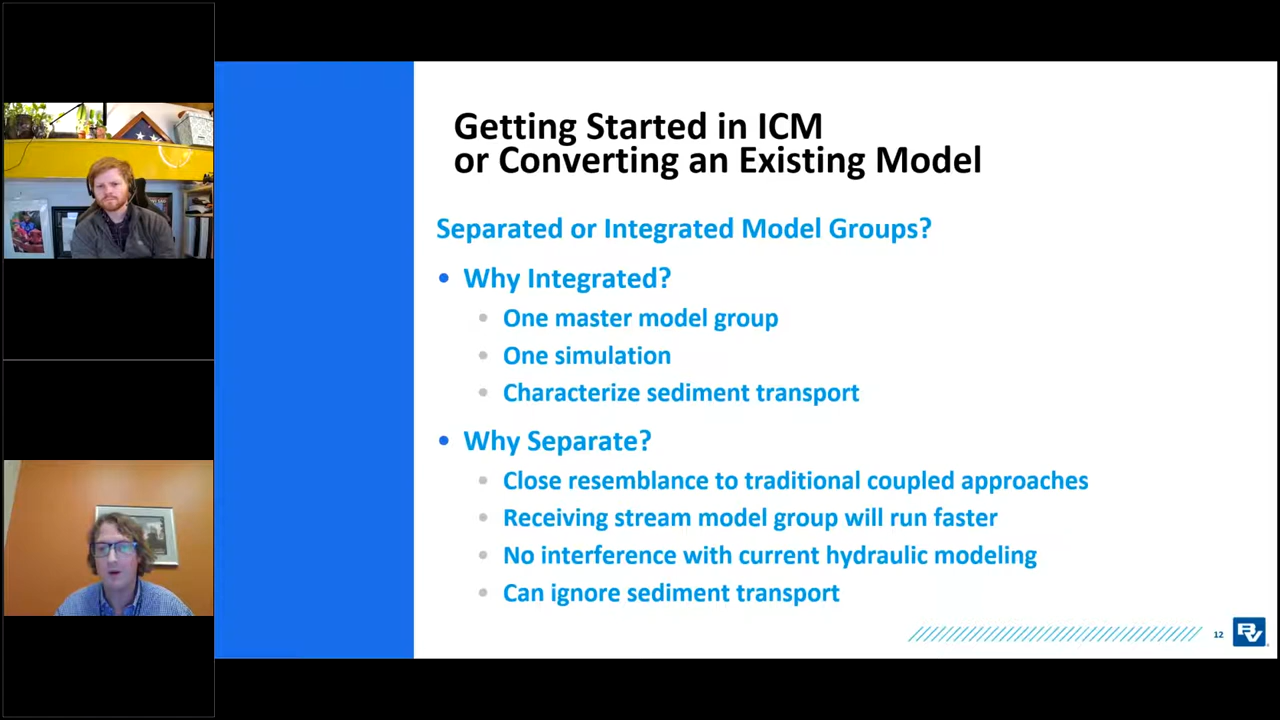 Getting Started in ICM
or Converting an Existing Model
Separated or Integrated Model Groups?
• Why Integrated?
• One master model group
• One simulation
• Characterize sediment transport
• Why Separate?
• Close resemblance to traditional coupled approaches
• Receiving stream model group will run faster
• No interference with current hydraulic modeling
• Can ignore sediment transport
12
BV